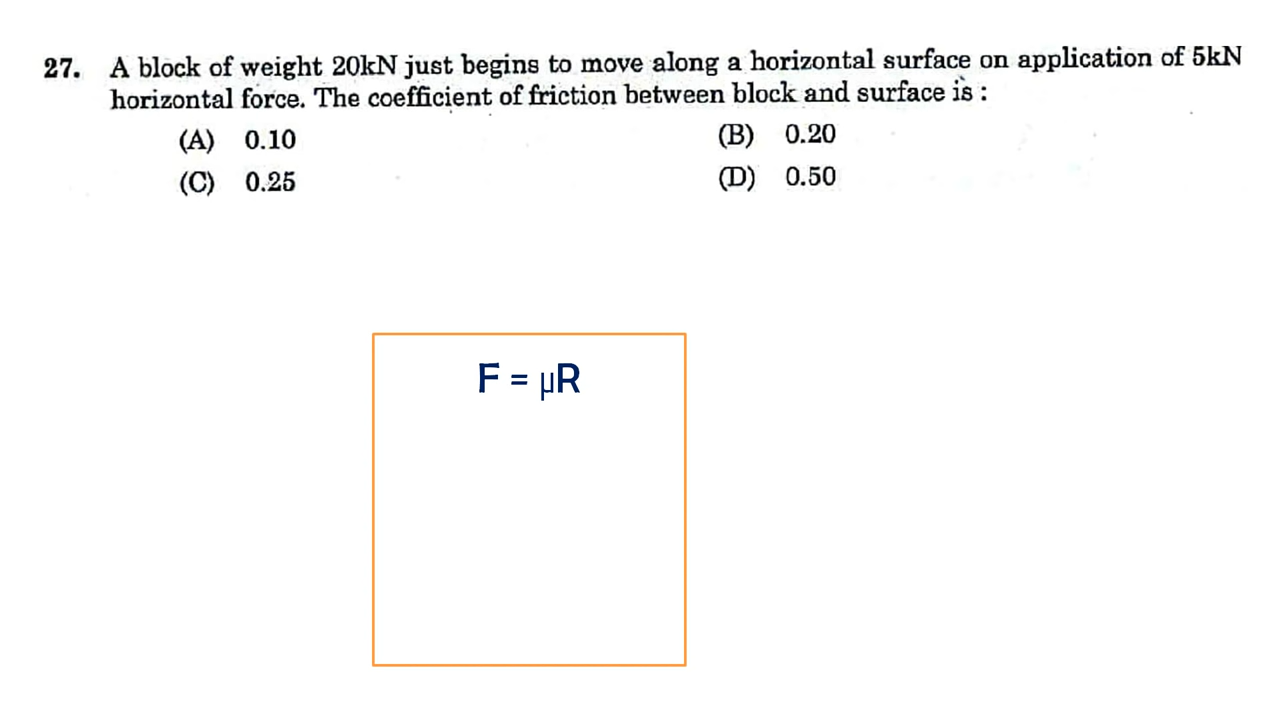 27. A block of weight 20kN just begins to move along a horizontal surface on application of 5kN
horizontal force. The coefficient of friction between block and surface is :
(A) 0.10 (B) 0.20
(C) 0.25 (D) 0.50
F = μR